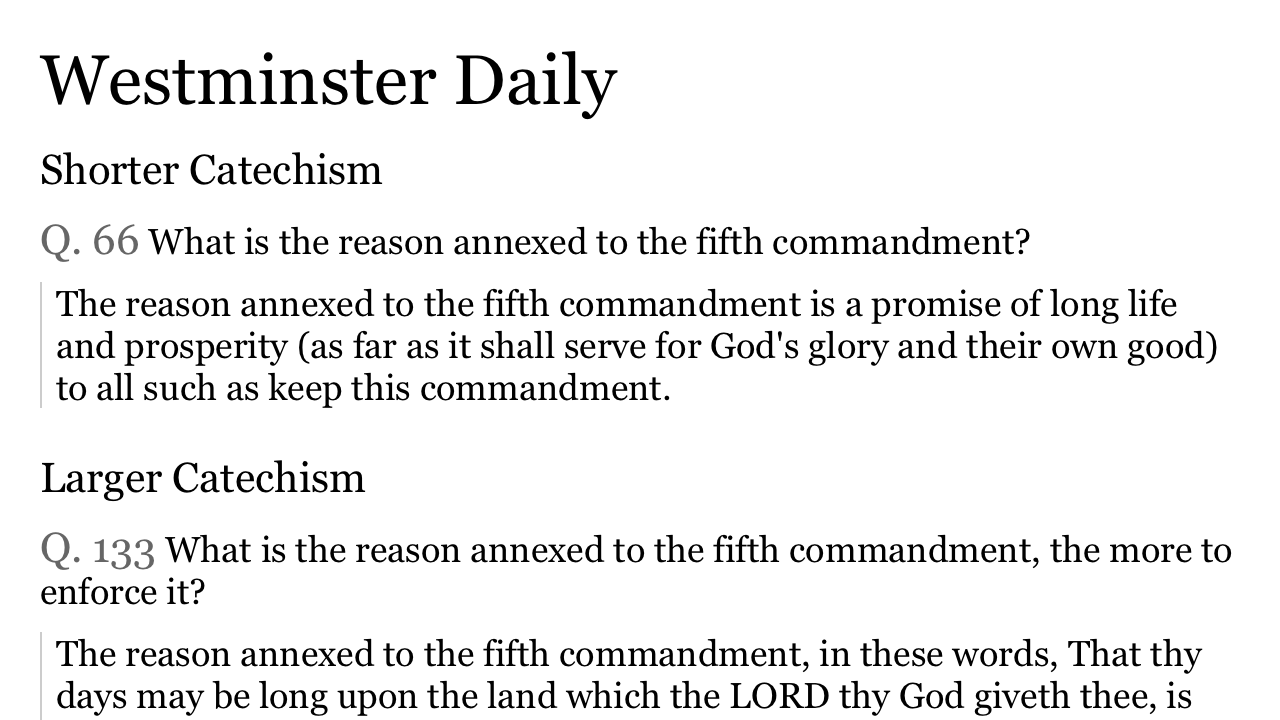 Westminster Daily
Shorter Catechism
Q. 66 What is the reason annexed to the fifth commandment?
The reason annexed to the fifth commandment is a promise of long life
and prosperity (as far as it shall serve for God's glory and their own good)
to all such as keep this commandment.
Larger Catechism
Q. 133 What is the reason annexed to the fifth commandment, the more to
enforce it?
The reason annexed to the fifth commandment, in these words, That thy
days may be long upon the land which the LORD thy God giveth thee, is